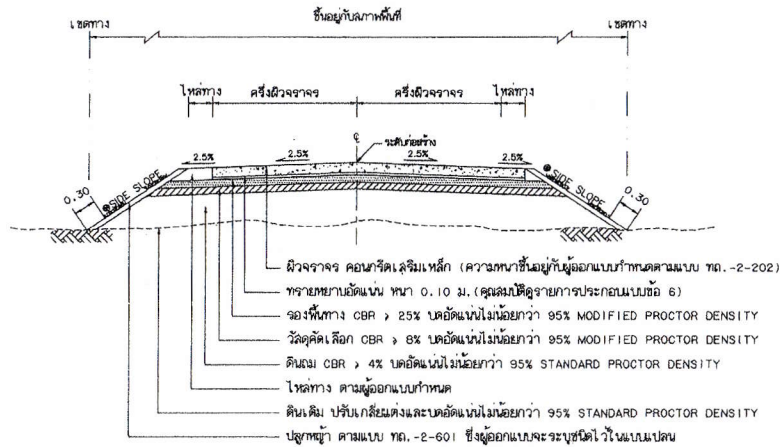 ขึ้นอยู่กับสภาพพื้นที่
เขตทาง เขตทาง
ไหล่ทาง ครึ่งผิวจราจร ครึ่งผิวจราจร ไหล่ทาง
℄
ระดับก่อสร้าง
2.5% 2.5% 2.5% 2.5%
0.30 SIDE SLOPE SIDE SLOPE 0.30
ผิวจราจร คอนกรีตเสริมเหล็ก (ความหนาขึ้นอยู่กับผู้ออกแบบกำหนดตามแบบ ทถ.-2-202)
ทรายหยาบอัดแน่น หนา 0.10 ม.(คุณสมบัติดูรายการประกอบแบบข้อ 6)
รองพื้นทาง CBR > 25% บดอัดแน่นไม่น้อยกว่า 95% MODIFIED PROCTOR DENSITY
วัสดุคัดเลือก CBR > 8% บดอัดแน่นไม่น้อยกว่า 95% MODIFIED PROCTOR DENSITY
ดินถม CBR > 4% บดอัดแน่นไม่น้อยกว่า 95% STANDARD PROCTOR DENSITY
ไหล่ทาง ตามผู้ออกแบบกำหนด
ดินเดิม ปรับเกลี่ยแต่งและบดอัดแน่นไม่น้อยกว่า 95% STANDARD PROCTOR DENSITY
ปลูกหญ้า ตามแบบ ทถ.-2-601 ซึ่งผู้ออกแบบจะระบุชนิดไว้ในแบบแปลน